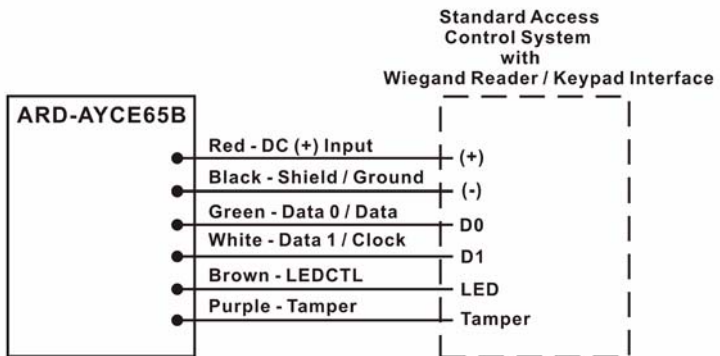 Standard Access
Control System
with
Wiegand Reader / Keypad Interface
ARD-AYCE65B
Red - DC (+) Input
(+)
Black - Shield / Ground
(-)
Green - Data 0 / Data
D0
White - Data 1 / Clock
D1
Brown - LEDCTL
LED
Purple - Tamper
Tamper